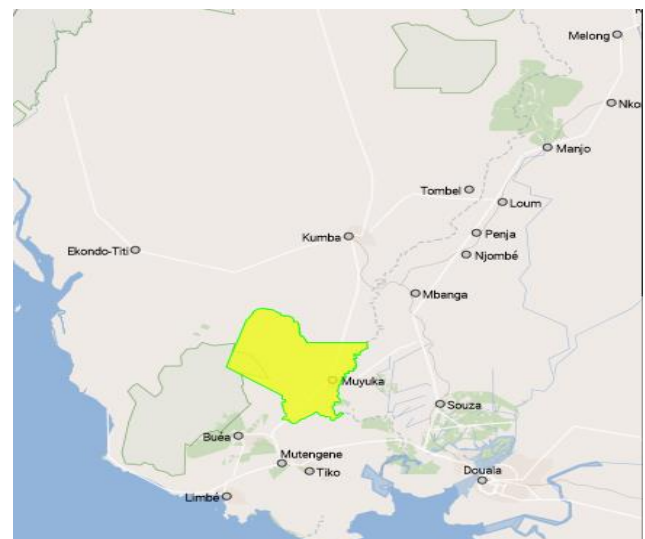 Melong
Nko
Manjo
Tombel
Loum
Kumba
Penja
Ekondo-Titi
Njombé
Mbanga
Muyuka
Souza
Buéa
Mutengene
Tiko
Douala
Limbé